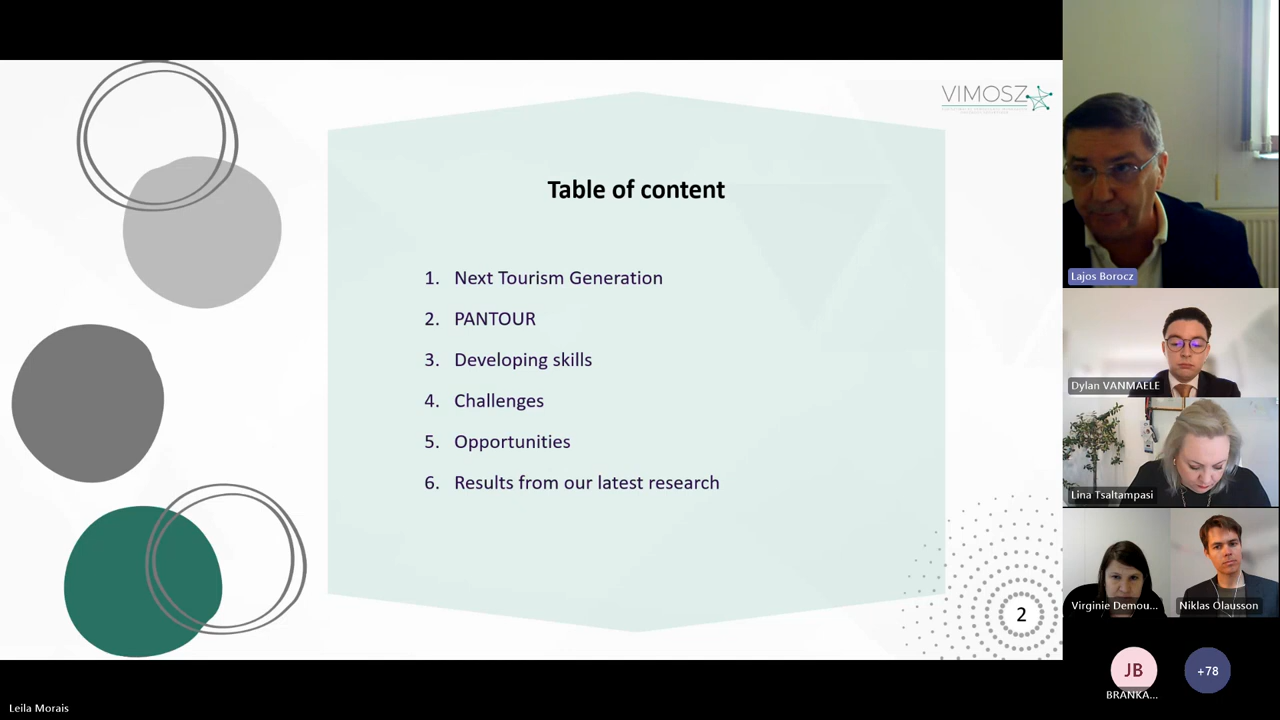 VIMOSZ
Table of content
1. Next Tourism Generation
2. PANTOUR
3. Developing skills
4. Challenges
5. Opportunities
6. Results from our latest research
2
Leila Morais
Lajos Borocz
Dylan VANMAELE
Lina Tsaltampasi
Virginie Demou...
Niklas Olausson
JB
BRANKA...
+78